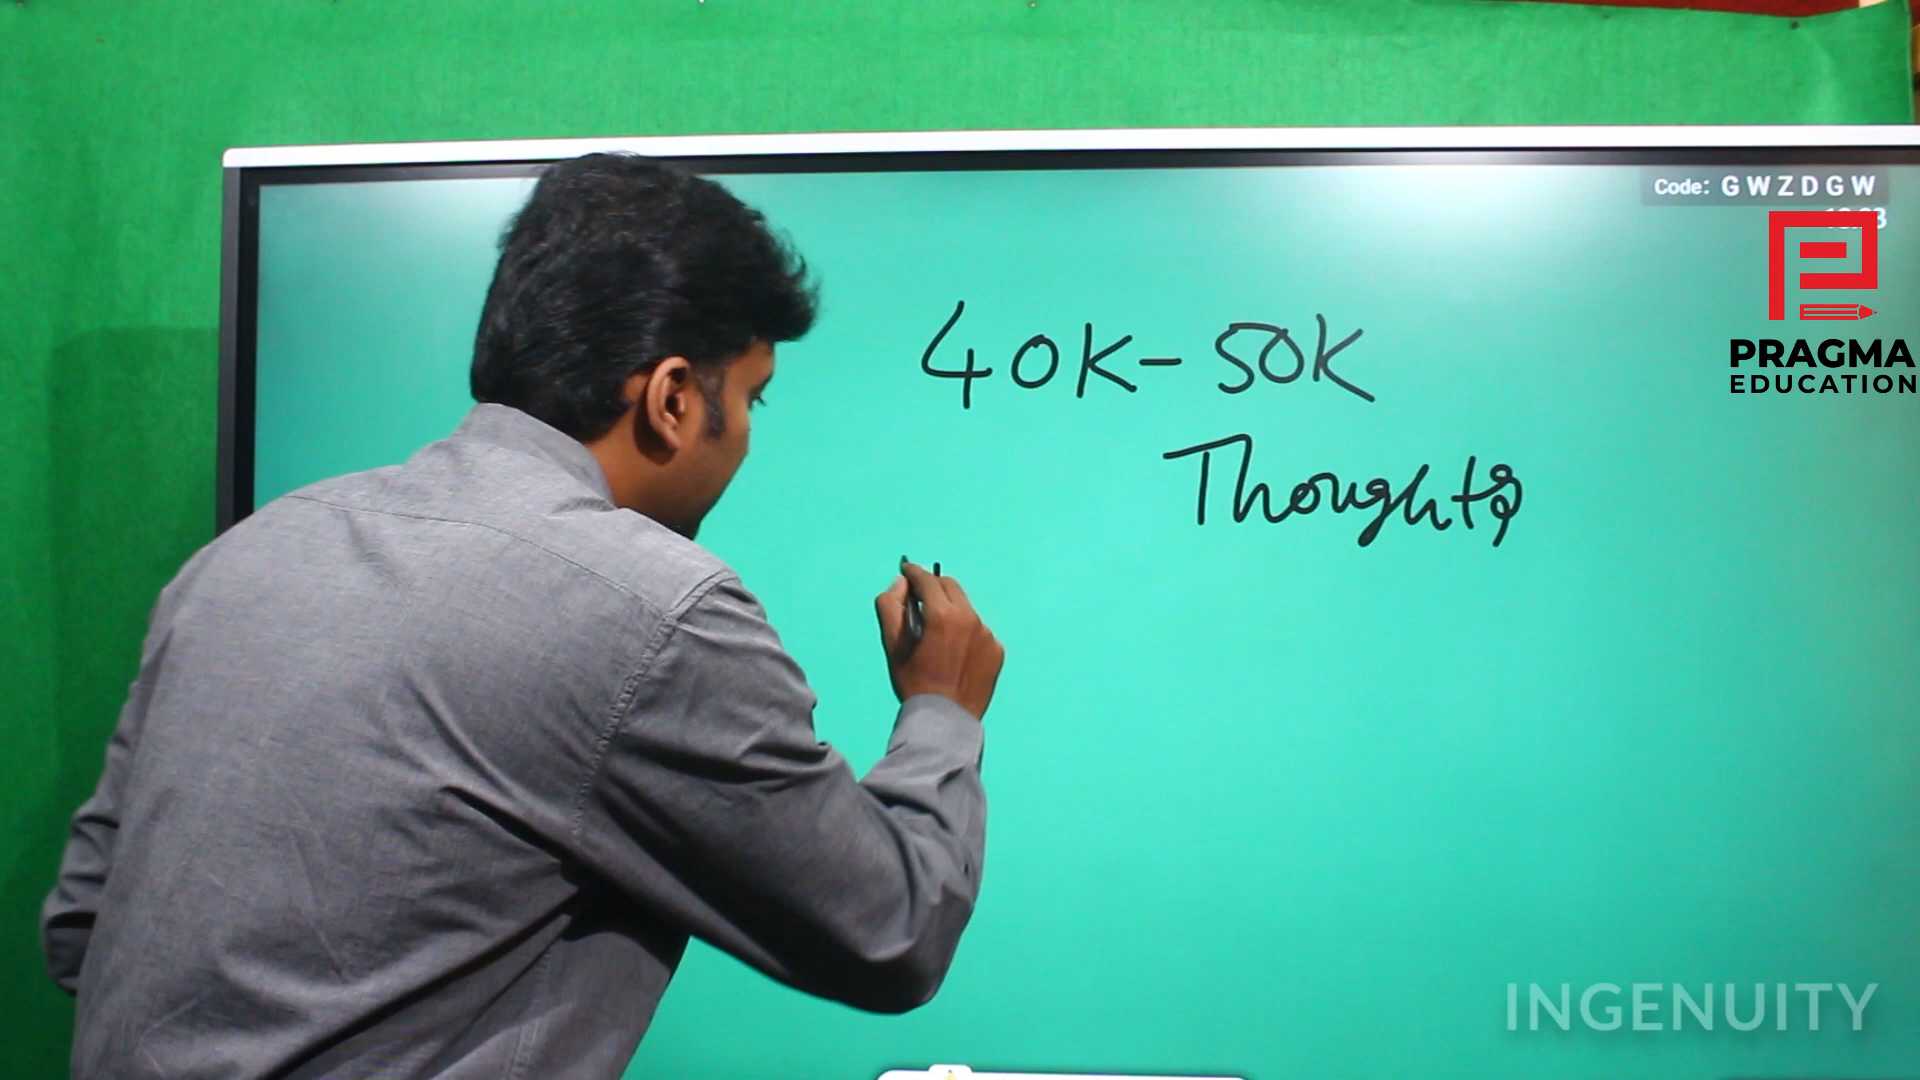 Code: GWZDGW
PRAGMA
EDUCATION
40K-50K
Thoughts
INGENUITY